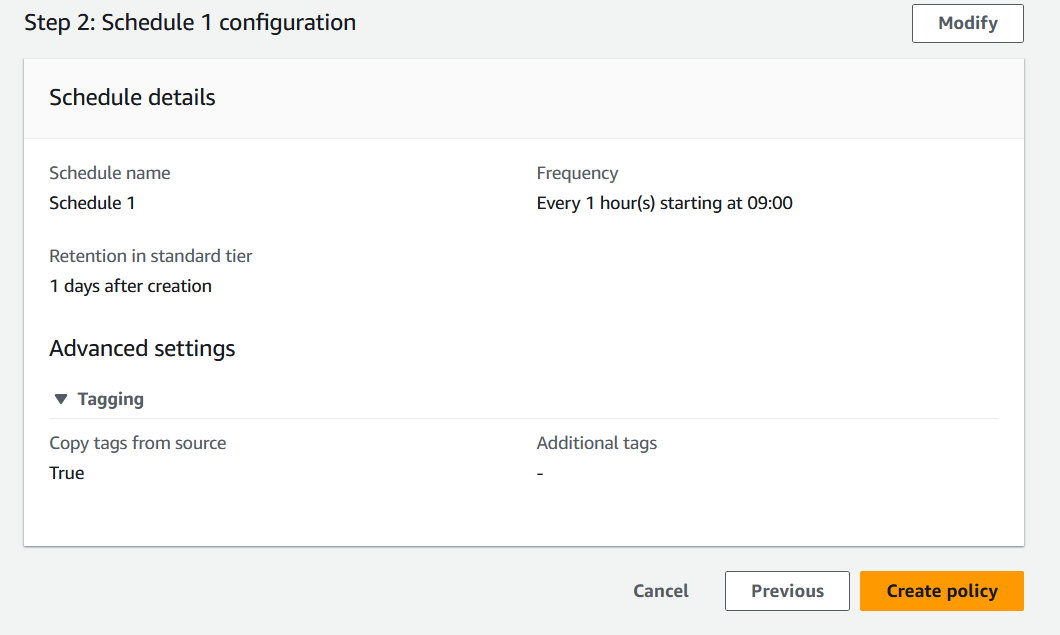 Step 2: Schedule 1 configuration
Modify
Schedule details
Schedule name
Frequency
Schedule 1
Every 1 hour(s) starting at 09:00
Retention in standard tier
1 days after creation
Advanced settings
Tagging
Copy tags from source
Additional tags
True
-
Cancel
Previous
Create policy